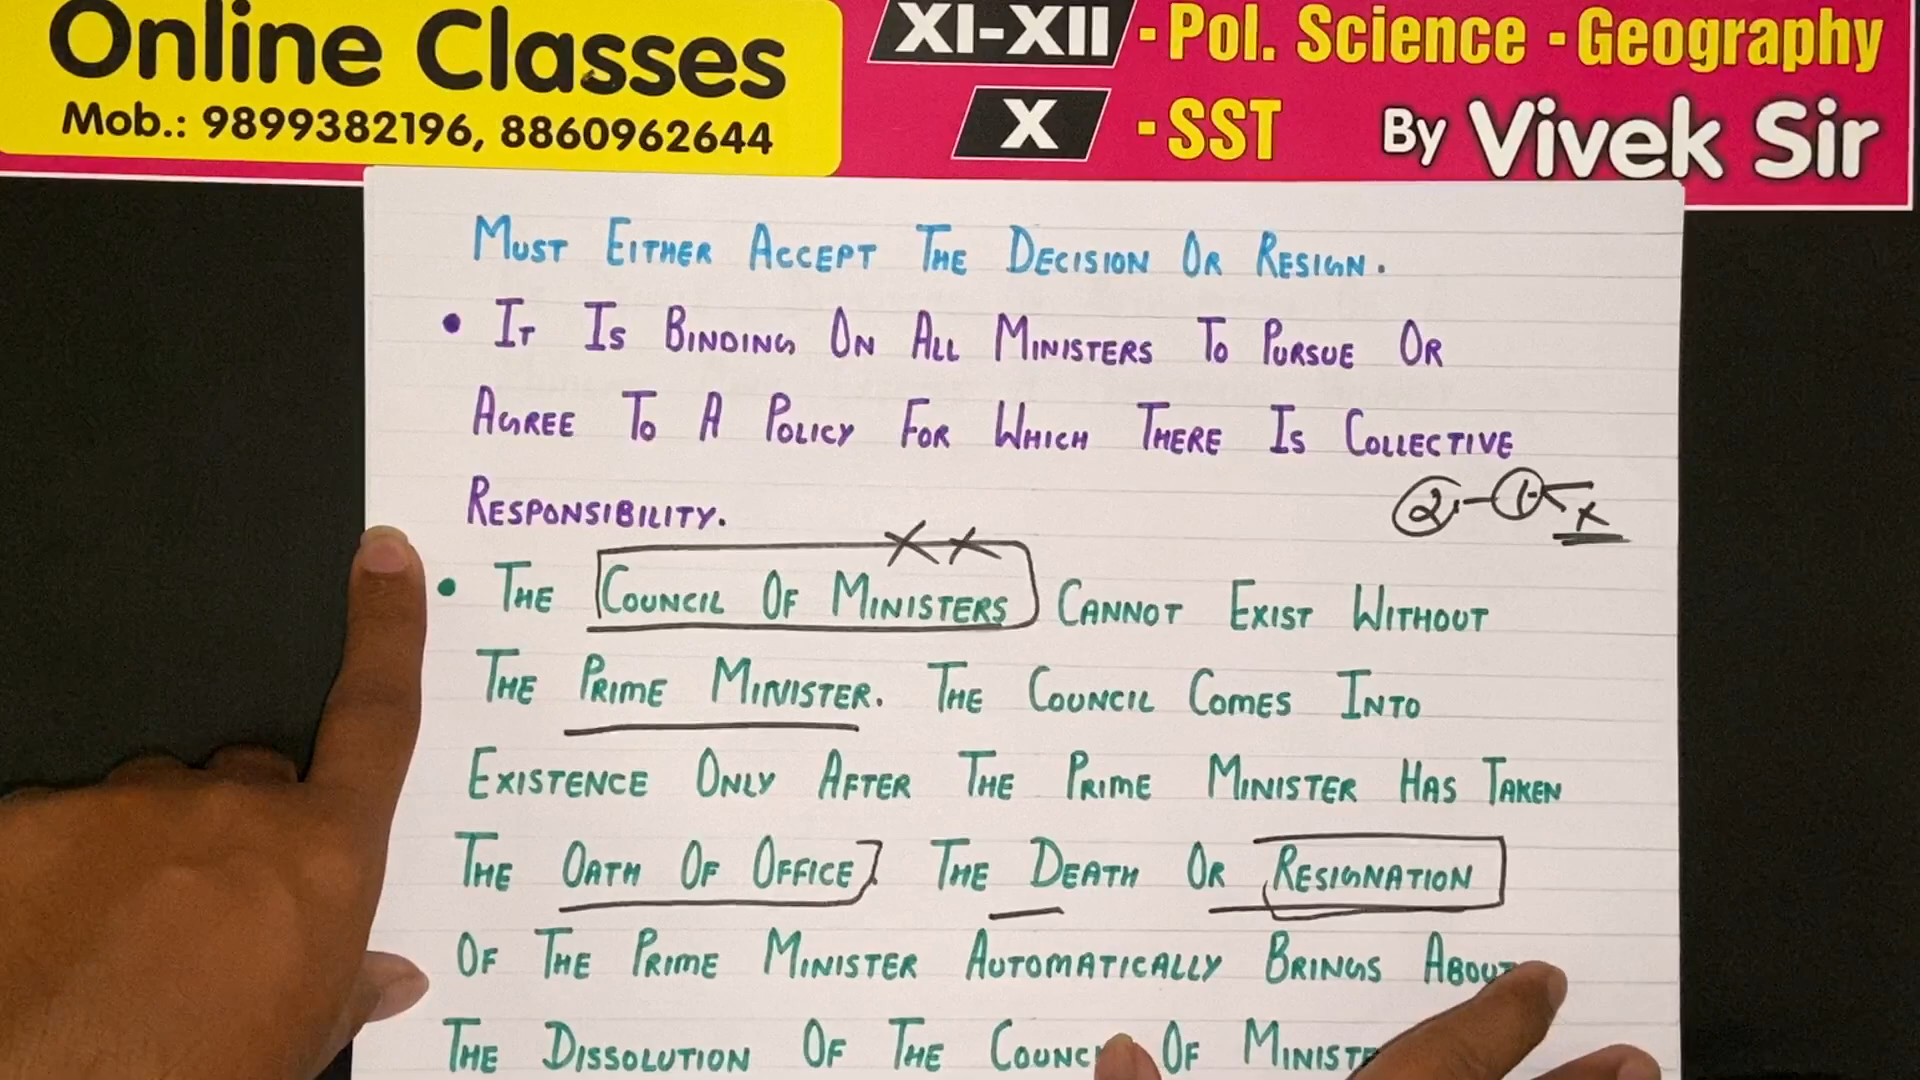 Online Classes
Mob.: 9899382196, 8860962644
XI-XII - Pol. Science - Geography
X - SST By Vivek Sir
MUST EITHER ACCEPT THE DECISION OR RESIGN.
• IT IS BINDING ON ALL MINISTERS TO PURSUE OR
AGREE TO A POLICY FOR WHICH THERE IS COLLECTIVE
RESPONSIBILITY.
2 - 1 x
x x
• THE COUNCIL OF MINISTERS CANNOT EXIST WITHOUT
THE PRIME MINISTER. THE COUNCIL COMES INTO
EXISTENCE ONLY AFTER THE PRIME MINISTER HAS TAKEN
THE OATH OF OFFICE. THE DEATH OR RESIGNATION
OF THE PRIME MINISTER AUTOMATICALLY BRINGS ABOUT
THE DISSOLUTION OF THE OF